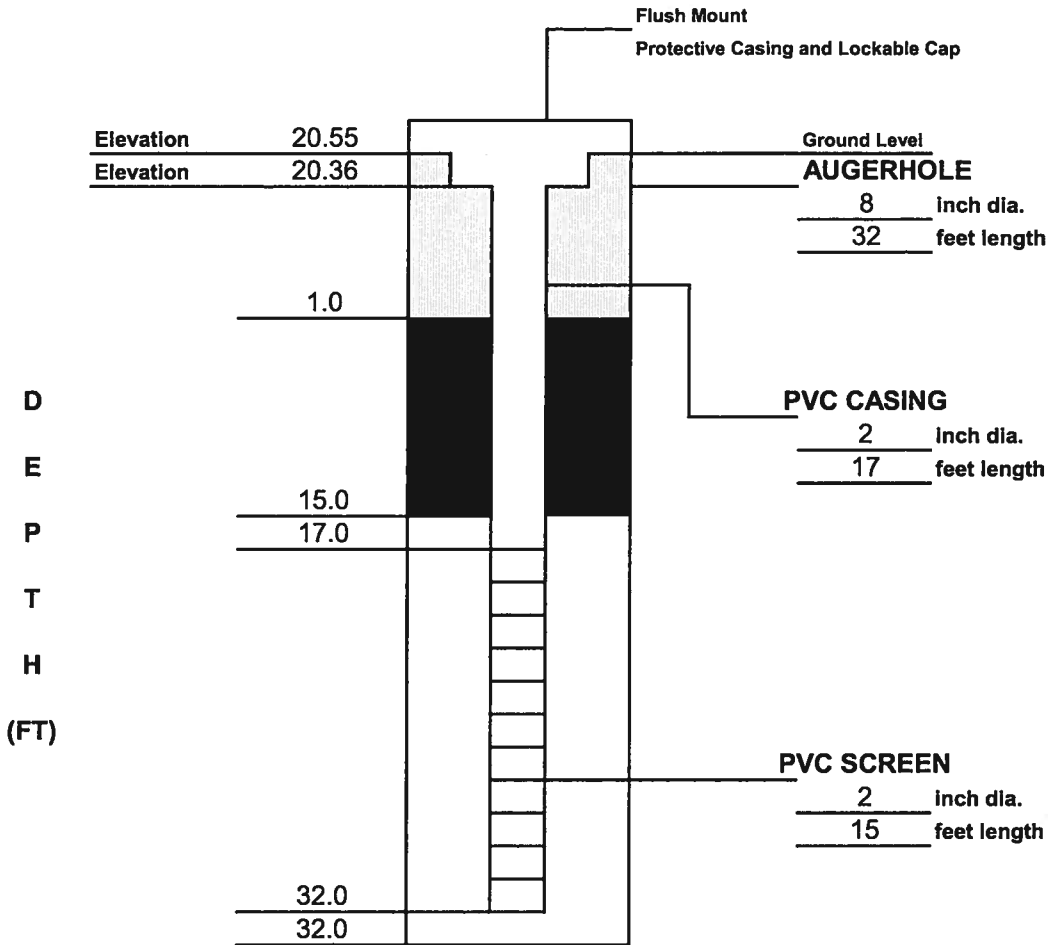 Flush Mount
Protective Casing and Lockable Cap
Elevation 20.55
Ground Level
Elevation 20.36
AUGERHOLE
8 inch dia.
32 feet length
1.0
D
E
P
T
H
(FT)
PVC CASING
2 inch dia.
17 feet length
15.0
17.0
PVC SCREEN
2 inch dia.
15 feet length
32.0
32.0